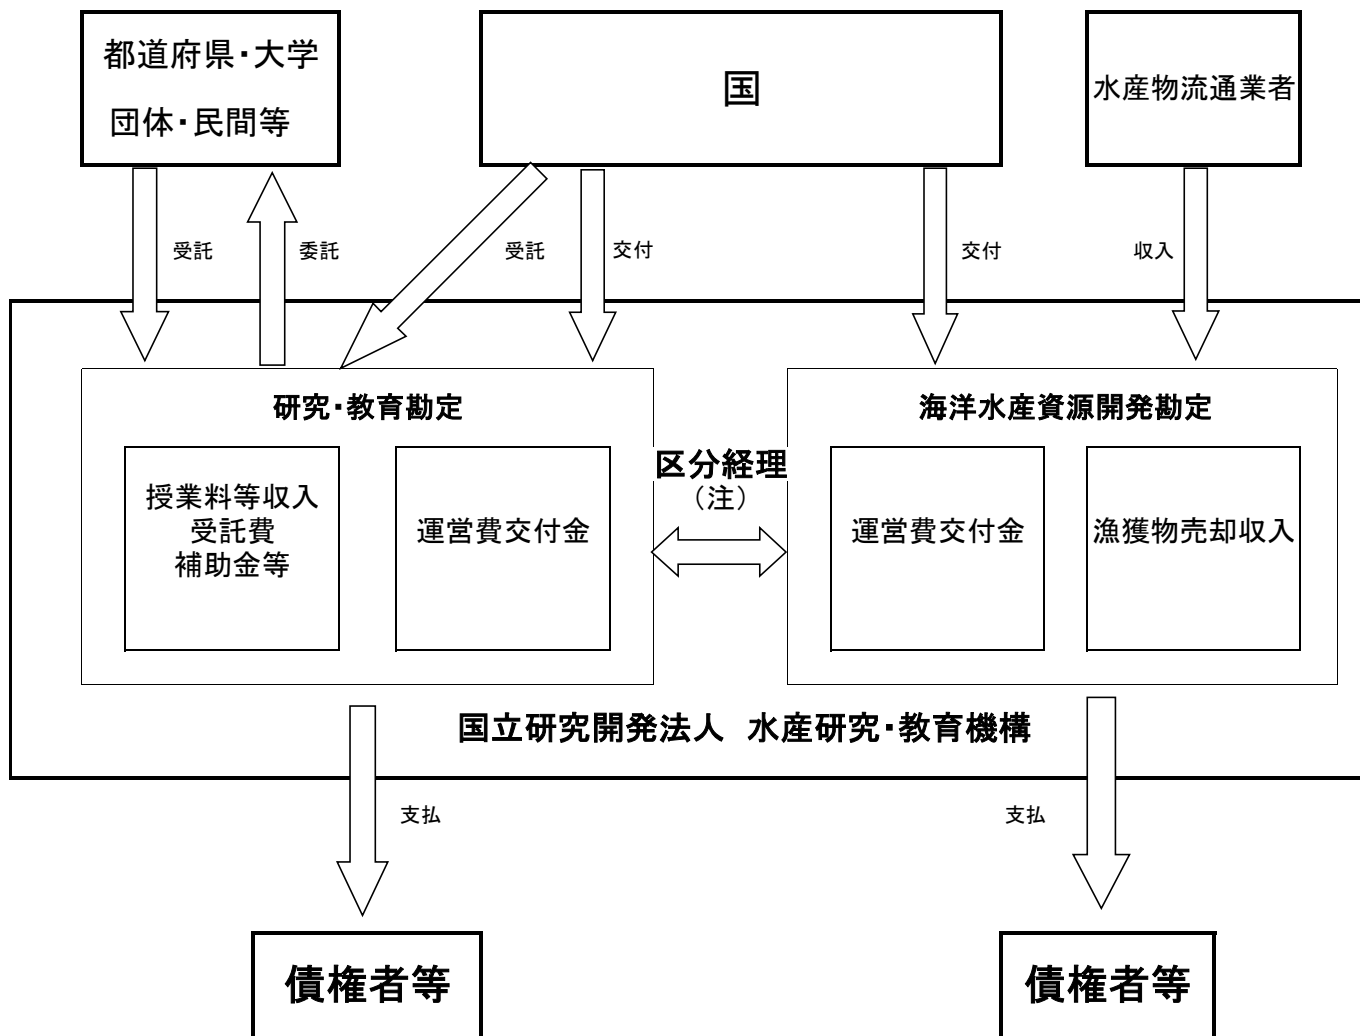 都道府県・大学
団体・民間等
国
水産物流通業者
受託
委託
受託
交付
交付
収入
研究・教育勘定
海洋水産資源開発勘定
区分経理
（注）
授業料等収入
受託費
補助金等
運営費交付金
運営費交付金
漁獲物売却収入
国立研究開発法人 水産研究・教育機構
支払
支払
債権者等
債権者等